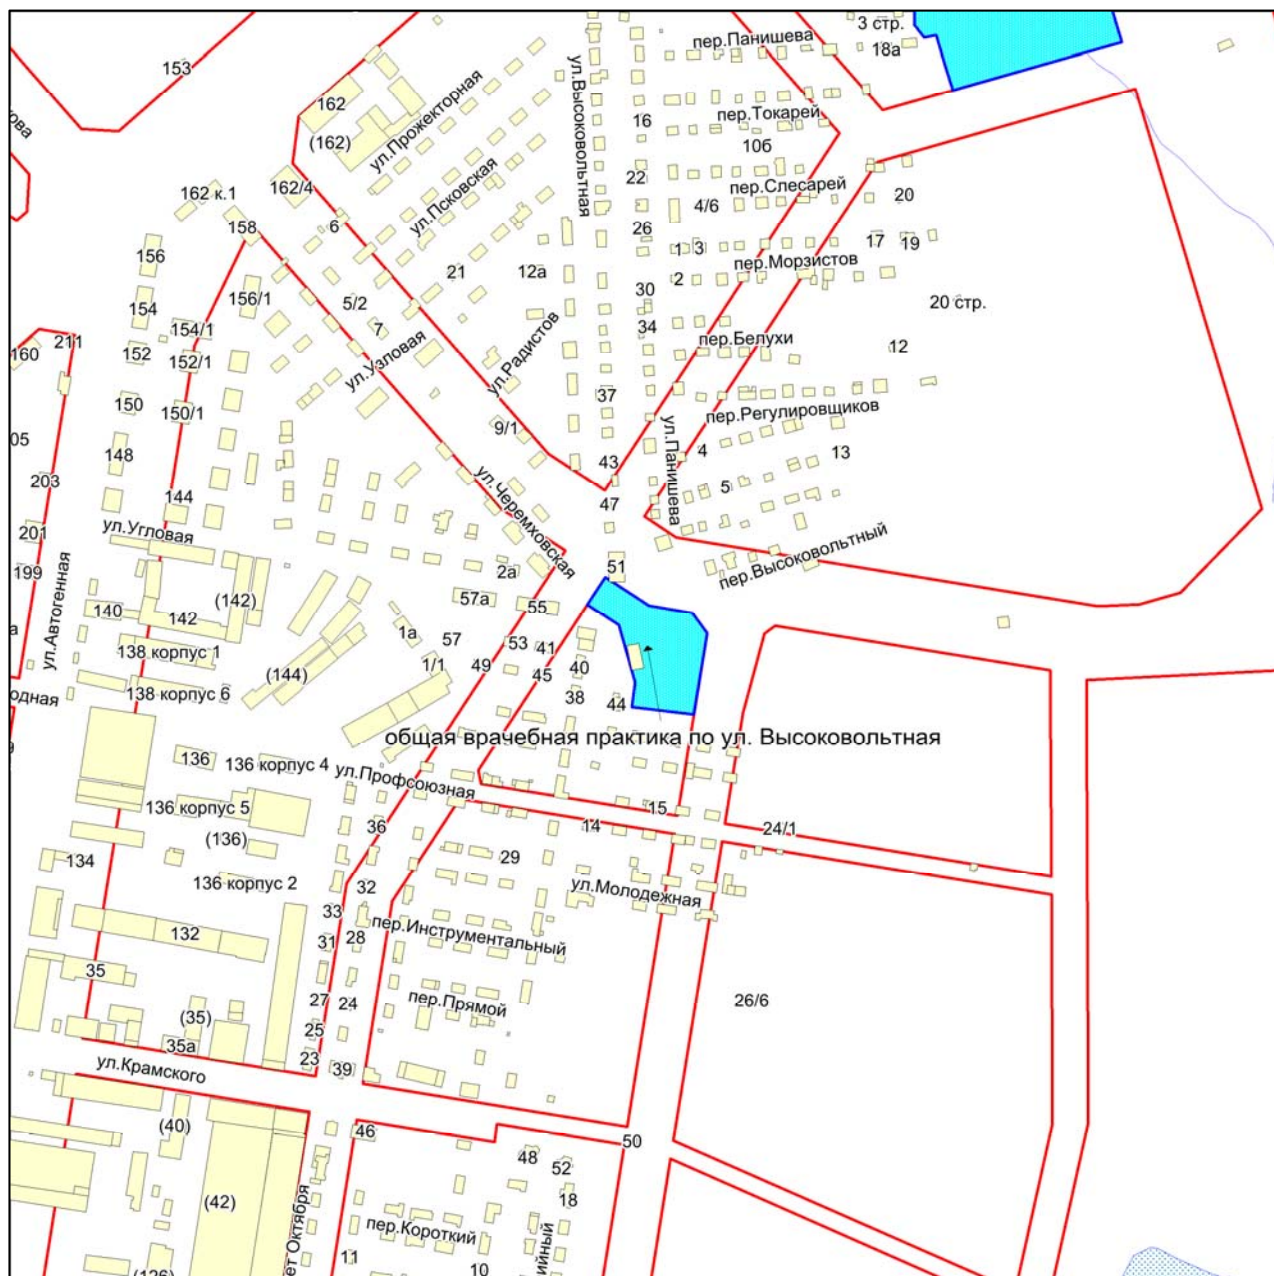 3 стр.
18а
пер.Панишева
153
162
(162)
ул.Прожекторная
ул.Высоковольтная
16
пер.Токарей
10б
ул.Псковская
162 к.1
162/4
22
пер.Слесарей
4/6
20
158
6
26
1
3
17
19
156
21
12а
2
пер.Морзистов
156/1
5/2
30
20 стр.
154
154/1
7
34
211
160
152
152/1
ул.Узловая
ул.Радистов
пер.Белухи
12
150
150/1
37
пер.Регулировщиков
05
9/1
ул.Панишева
4
13
148
43
203
5
144
47
ул.Черемховская
201
ул.Угловая
пер.Высоковольтный
199
ул.Автогенная
2а
51
(142)
57а
55
140
142
1а
57
53
41
138 корпус 1
49
45
40
1/1
(144)
138 корпус 6
38
44
одная
общая врачебная практика по ул. Высоковольтная
136
136 корпус 4
ул.Профсоюзная
136 корпус 5
15
36
14
24/1
(136)
134
29
136 корпус 2
32
ул.Молодежная
33
пер.Инструментальный
132
31
28
35
27
24
пер.Прямой
26/6
(35)
25
35а
23
39
ул.Крамского
(40)
46
50
48
52
(42)
18
ет Октября
пер.Короткий
ийный
11
10
(126)